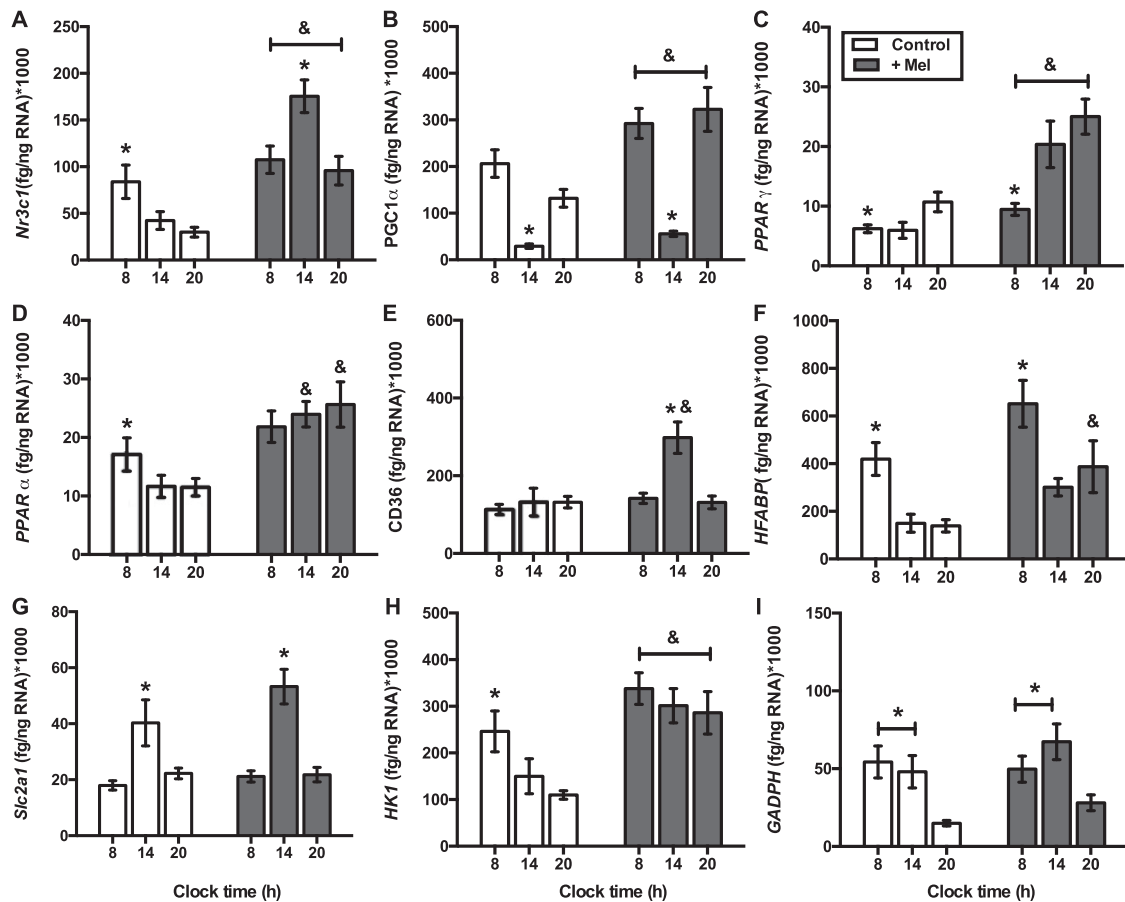 A
Nr3c1(fg/ng RNA)*1000
250
200
150
100
50
0
*
&
*
8 14 20 8 14 20
B
PGC1α (fg/ng RNA) *1000
500
400
300
200
100
0
*
&
*
8 14 20 8 14 20
C
PPAR γ (fg/ng RNA)*1000
40
30
20
10
0
Control
+ Mel
*
&
*
8 14 20 8 14 20
D
PPAR α (fg/ng RNA)*1000
40
30
20
10
0
*
& &
8 14 20 8 14 20
E
CD36 (fg/ng RNA)*1000
600
400
200
0
* &
8 14 20 8 14 20
F
HFABP( fg/ng RNA)*1000
1000
800
600
400
200
0
*
*
&
8 14 20 8 14 20
G
Slc2a1 (fg/ng RNA)*1000
80
60
40
20
0
*
*
8 14 20 8 14 20
Clock time (h)
H
HK1 (fg/ng RNA)*1000
500
400
300
200
100
0
*
&
8 14 20 8 14 20
Clock time (h)
I
GADPH (fg/ng RNA)*1000
150
100
50
0
*
*
8 14 20 8 14 20
Clock time (h)